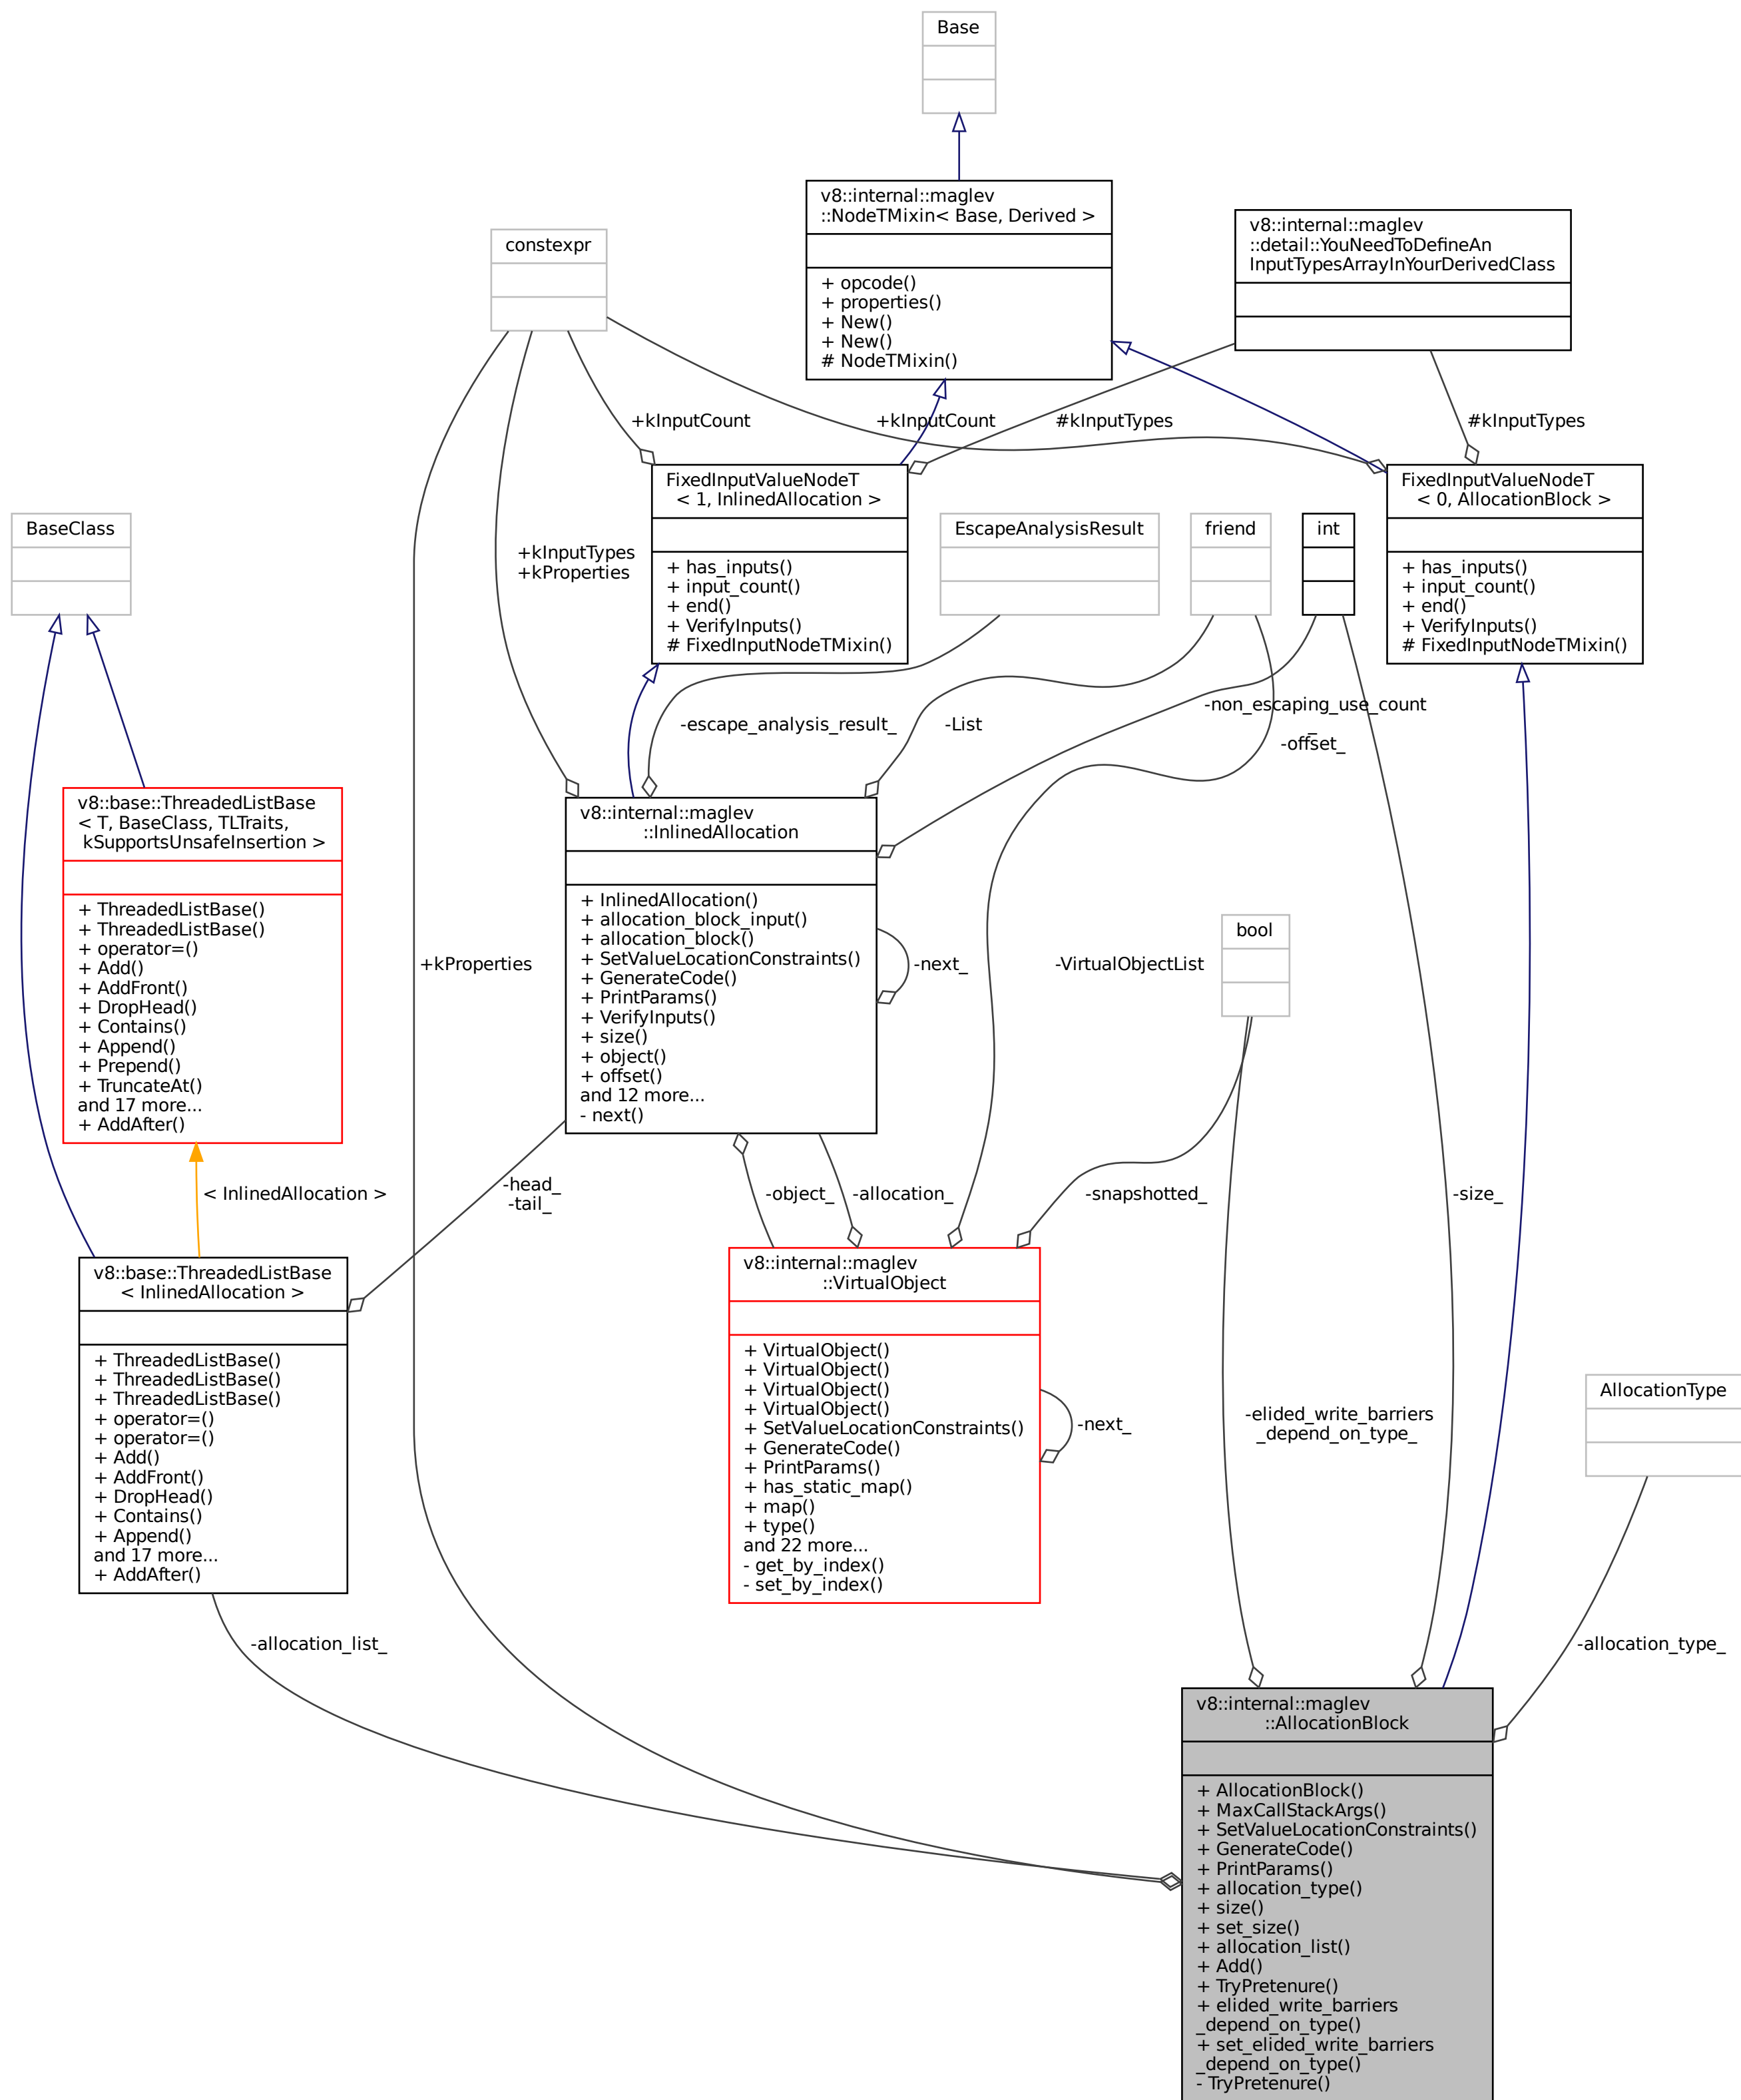 Base
v8::internal::maglev
::NodeTMixin< Base, Derived >
+ opcode()
+ properties()
+ New()
+ New()
# NodeTMixin()
v8::internal::maglev
::detail::YouNeedToDefineAn
InputTypesArrayInYourDerivedClass
constexpr
+kInputCount
+kInputCount
#kInputTypes
#kInputTypes
FixedInputValueNodeT
< 1, InlinedAllocation >
+ has_inputs()
+ input_count()
+ end()
+ VerifyInputs()
# FixedInputNodeTMixin()
FixedInputValueNodeT
< 0, AllocationBlock >
+ has_inputs()
+ input_count()
+ end()
+ VerifyInputs()
# FixedInputNodeTMixin()
BaseClass
EscapeAnalysisResult
friend
int
+kInputTypes
+kProperties
-escape_analysis_result_
-List
-non_escaping_use_count
_
-offset_
v8::base::ThreadedListBase
< T, BaseClass, TLTraits,
kSupportsUnsafeInsertion >
+ ThreadedListBase()
+ ThreadedListBase()
+ operator=()
+ Add()
+ AddFront()
+ DropHead()
+ Contains()
+ Append()
+ Prepend()
+ TruncateAt()
and 17 more...
+ AddAfter()
v8::internal::maglev
::InlinedAllocation
+ InlinedAllocation()
+ allocation_block_input()
+ allocation_block()
+ SetValueLocationConstraints()
+ GenerateCode()
+ PrintParams()
+ VerifyInputs()
+ size()
+ object()
+ offset()
and 12 more...
- next()
bool
+kProperties
-next_
-VirtualObjectList
< InlinedAllocation >
-head_
-tail_
-object_
-allocation_
-snapshotted_
-size_
v8::base::ThreadedListBase
< InlinedAllocation >
+ ThreadedListBase()
+ ThreadedListBase()
+ ThreadedListBase()
+ operator=()
+ operator=()
+ Add()
+ AddFront()
+ DropHead()
+ Contains()
+ Append()
and 17 more...
+ AddAfter()
v8::internal::maglev
::VirtualObject
+ VirtualObject()
+ VirtualObject()
+ VirtualObject()
+ VirtualObject()
+ SetValueLocationConstraints()
+ GenerateCode()
+ PrintParams()
+ has_static_map()
+ map()
+ type()
and 22 more...
- get_by_index()
- set_by_index()
-next_
-elided_write_barriers
_depend_on_type_
AllocationType
-allocation_list_
-allocation_type_
v8::internal::maglev
::AllocationBlock
+ AllocationBlock()
+ MaxCallStackArgs()
+ SetValueLocationConstraints()
+ GenerateCode()
+ PrintParams()
+ allocation_type()
+ size()
+ set_size()
+ allocation_list()
+ Add()
+ TryPretenure()
+ elided_write_barriers
_depend_on_type()
+ set_elided_write_barriers
_depend_on_type()
- TryPretenure()